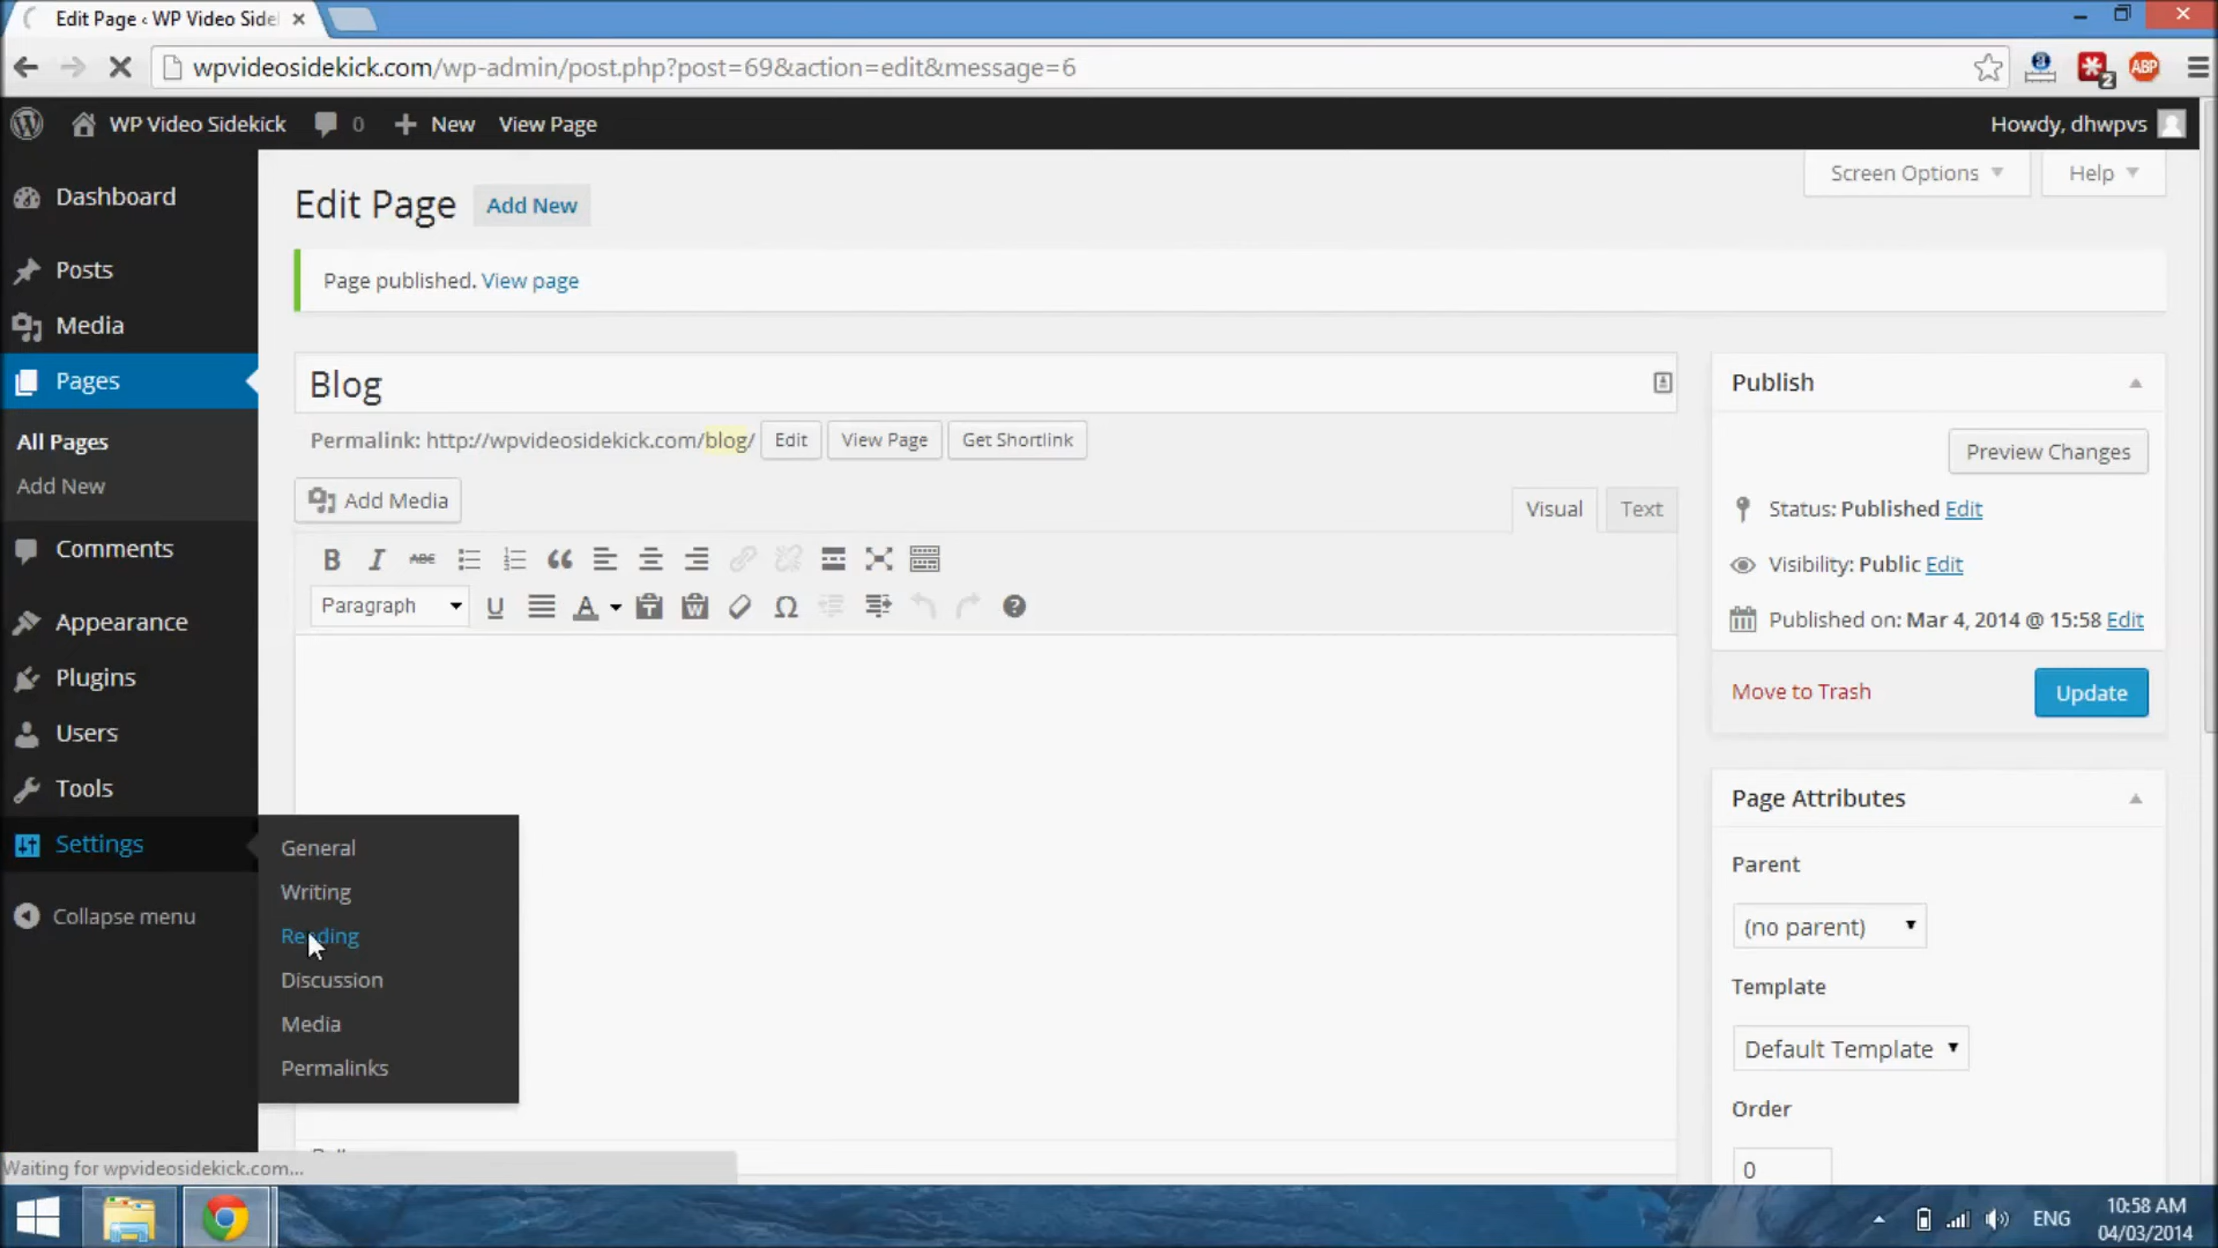 Edit Page ‹ WP Video Side
wpvideosidekick.com/wp-admin/post.php?post=69&action=edit&message=6
2
ABP
WP Video Sidekick
0
New
View Page
Howdy, dhwpvs
Screen Options
Help
Dashboard
Posts
Media
Pages
All Pages
Add New
Comments
Appearance
Plugins
Users
Tools
Settings
Collapse menu
General
Writing
Reading
Discussion
Media
Permalinks
Edit Page
Add New
Page published. View page
Blog
Permalink: http://wpvideosidekick.com/blog/
Edit
View Page
Get Shortlink
Add Media
Visual
Text
B I ABC
Paragraph
U A T W Ω ?
Publish
Preview Changes
Status: Published Edit
Visibility: Public Edit
Published on: Mar 4, 2014 @ 15:58 Edit
Move to Trash
Update
Page Attributes
Parent
(no parent)
Template
Default Template
Order
0
Waiting for wpvideosidekick.com...
ENG
10:58 AM
04/03/2014